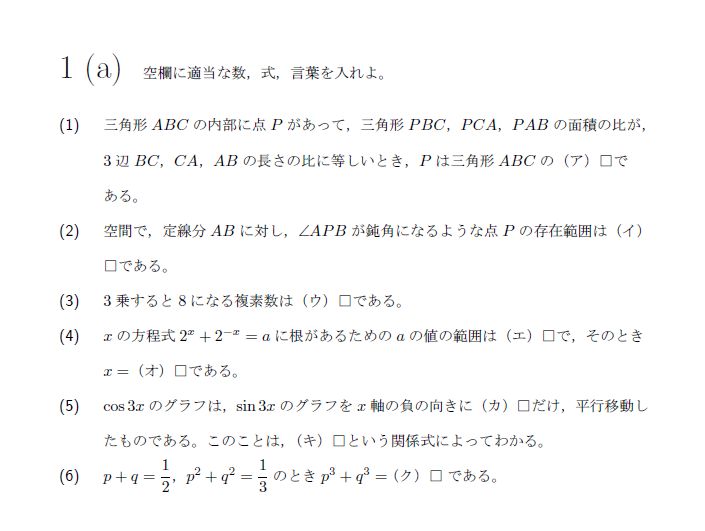 1 (a) 空欄に適当な数，式，言葉を入れよ。
(1) 三角形 ABC の内部に点 P があって，三角形 PBC，PCA，PAB の面積の比が，
3 辺 BC，CA，AB の長さの比に等しいとき，P は三角形 ABC の（ア）□で
ある。
(2) 空間で，定線分 AB に対し，∠APB が鈍角になるような点 P の存在範囲は（イ）
□である。
(3) 3 乗すると 8 になる複素数は（ウ）□である。
(4) x の方程式 2^x + 2^{-x} = a に根があるための a の値の範囲は（エ）□で，そのとき
x =（オ）□である。
(5) cos 3x のグラフは，sin 3x のグラフを x 軸の負の向きに（カ）□だけ，平行移動し
たものである。このことは，（キ）□という関係式によってわかる。
(6) p + q = 1/2，p² + q² = 1/3 のとき p³ + q³ =（ク）□ である。